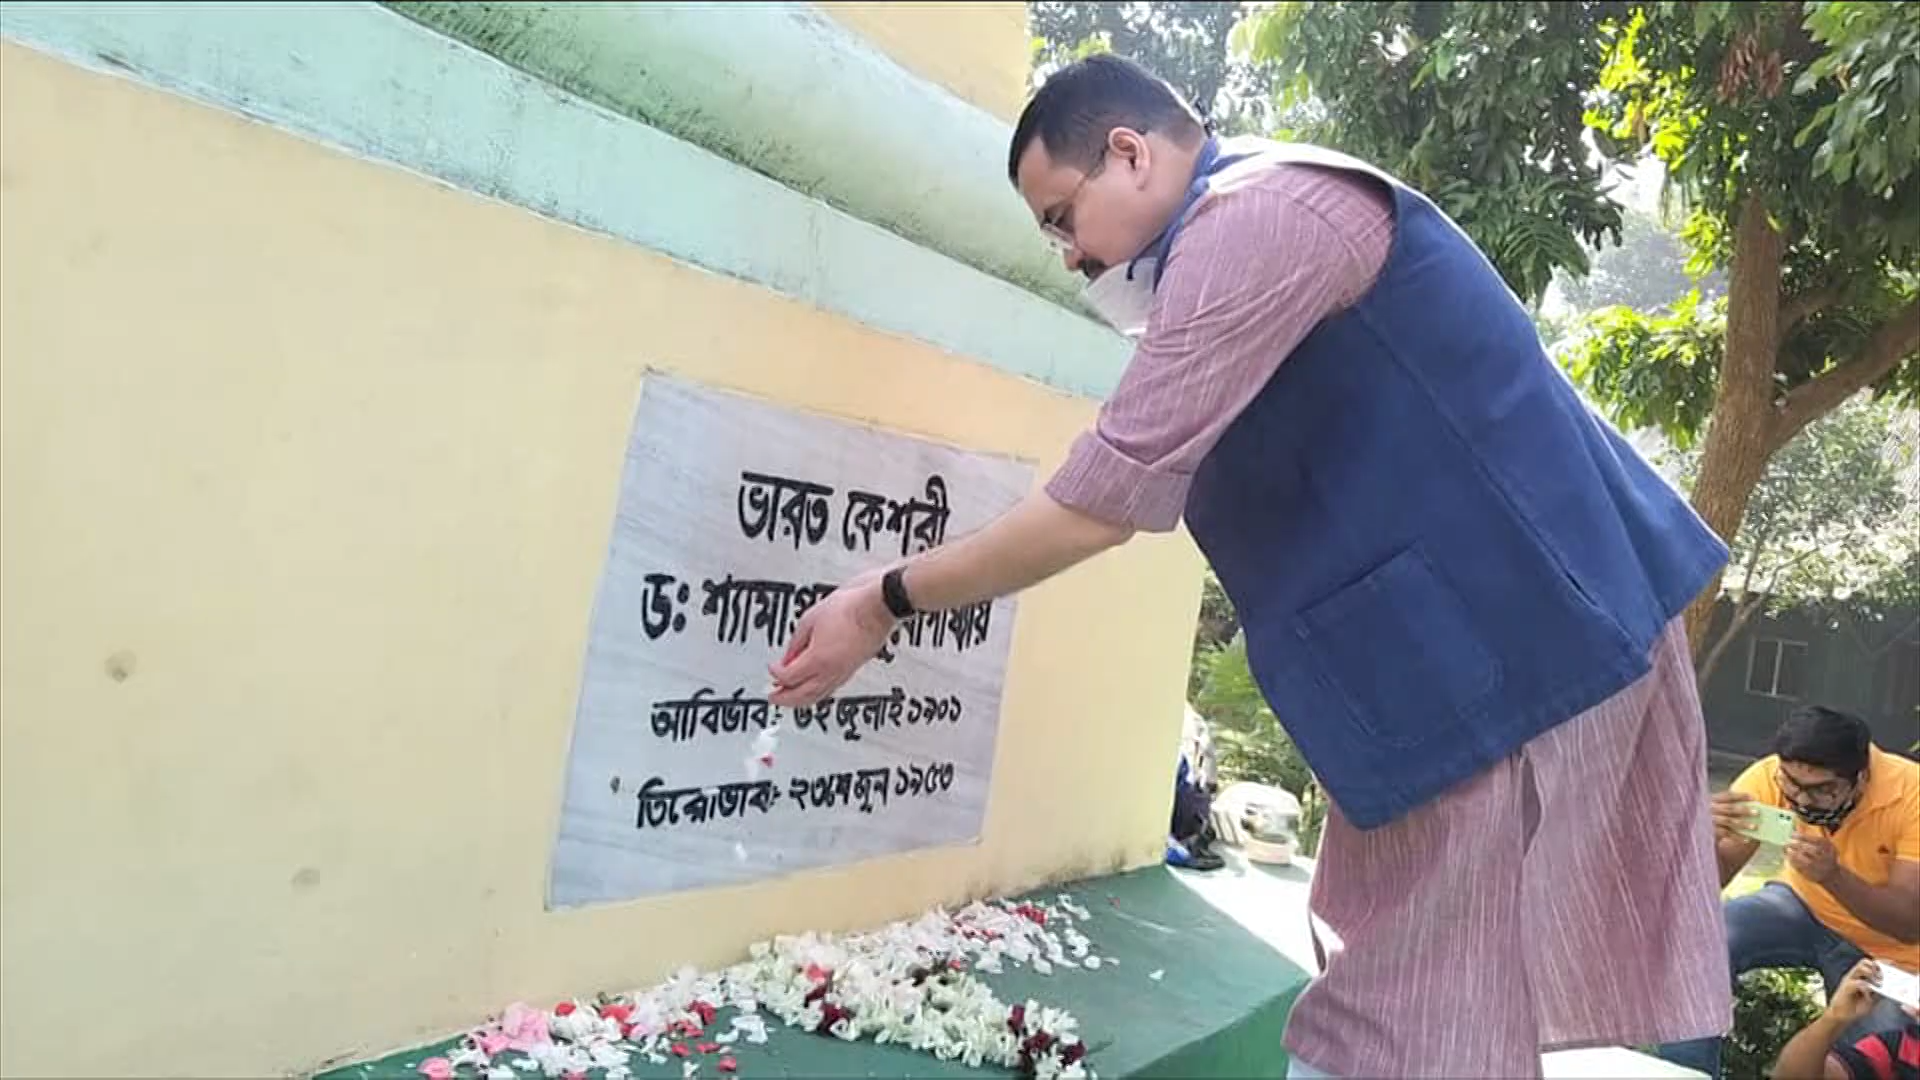 ভারত কেশরী
ডঃ শ্যামাপ্র
আবির্ভাবঃ- ৬ই জুলাই ১৯০১
তিরোভাবঃ- ২৩শে জুন ১৯৫৩